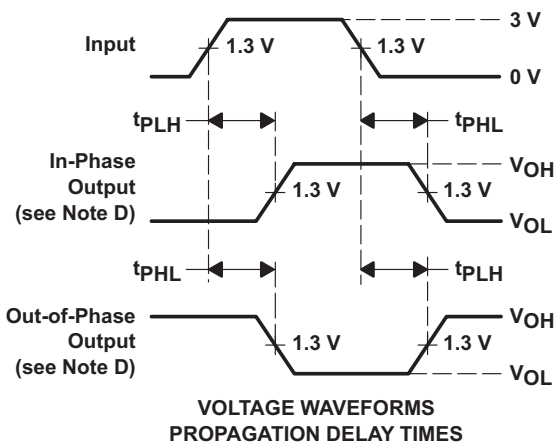 3 V
Input
1.3 V
1.3 V
0 V
tPLH
tPHL
In-Phase
Output
(see Note D)
VOH
1.3 V
1.3 V
VOL
tPHL
tPLH
Out-of-Phase
Output
(see Note D)
VOH
1.3 V
1.3 V
VOL
VOLTAGE WAVEFORMS
PROPAGATION DELAY TIMES